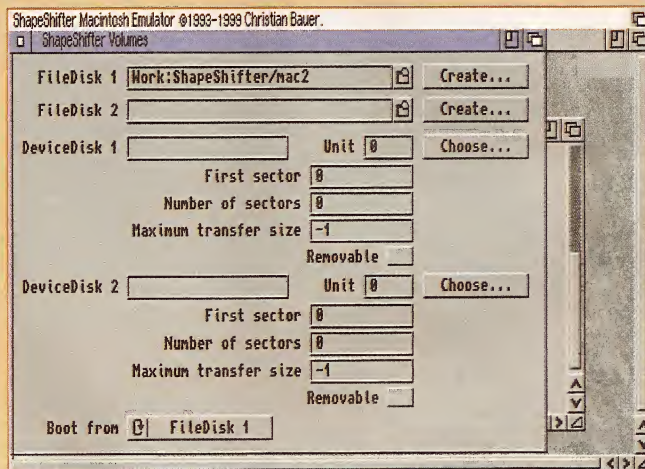 ShapeShifter Macintosh Emulator ©1993-1999 Christian Bauer.
ShapeShifter Volumes
FileDisk 1 Work:ShapeShifter/mac2 Create...
FileDisk 2 Create...
DeviceDisk 1 Unit 0 Choose...
First sector 0
Number of sectors 0
Maximum transfer size -1
Removable
DeviceDisk 2 Unit 0 Choose...
First sector 0
Number of sectors 0
Maximum transfer size -1
Removable
Boot from FileDisk 1